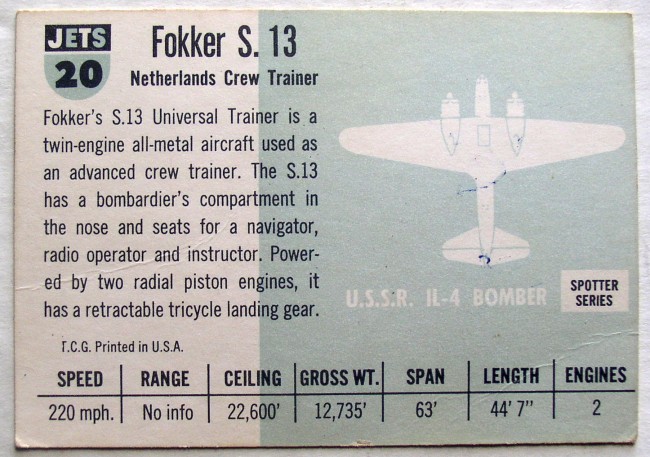 JETS
20
Fokker S. 13
Netherlands Crew Trainer
Fokker's S.13 Universal Trainer is a
twin-engine all-metal aircraft used as
an advanced crew trainer. The S.13
has a bombardier's compartment in
the nose and seats for a navigator,
radio operator and instructor. Power-
ed by two radial piston engines, it
has a retractable tricycle landing gear.
U.S.S.R. IL-4 BOMBER
SPOTTER
SERIES
T.C.G. Printed in U.S.A.
SPEED RANGE CEILING GROSS WT. SPAN LENGTH ENGINES
220 mph. No info 22,600' 12,735' 63' 44' 7" 2